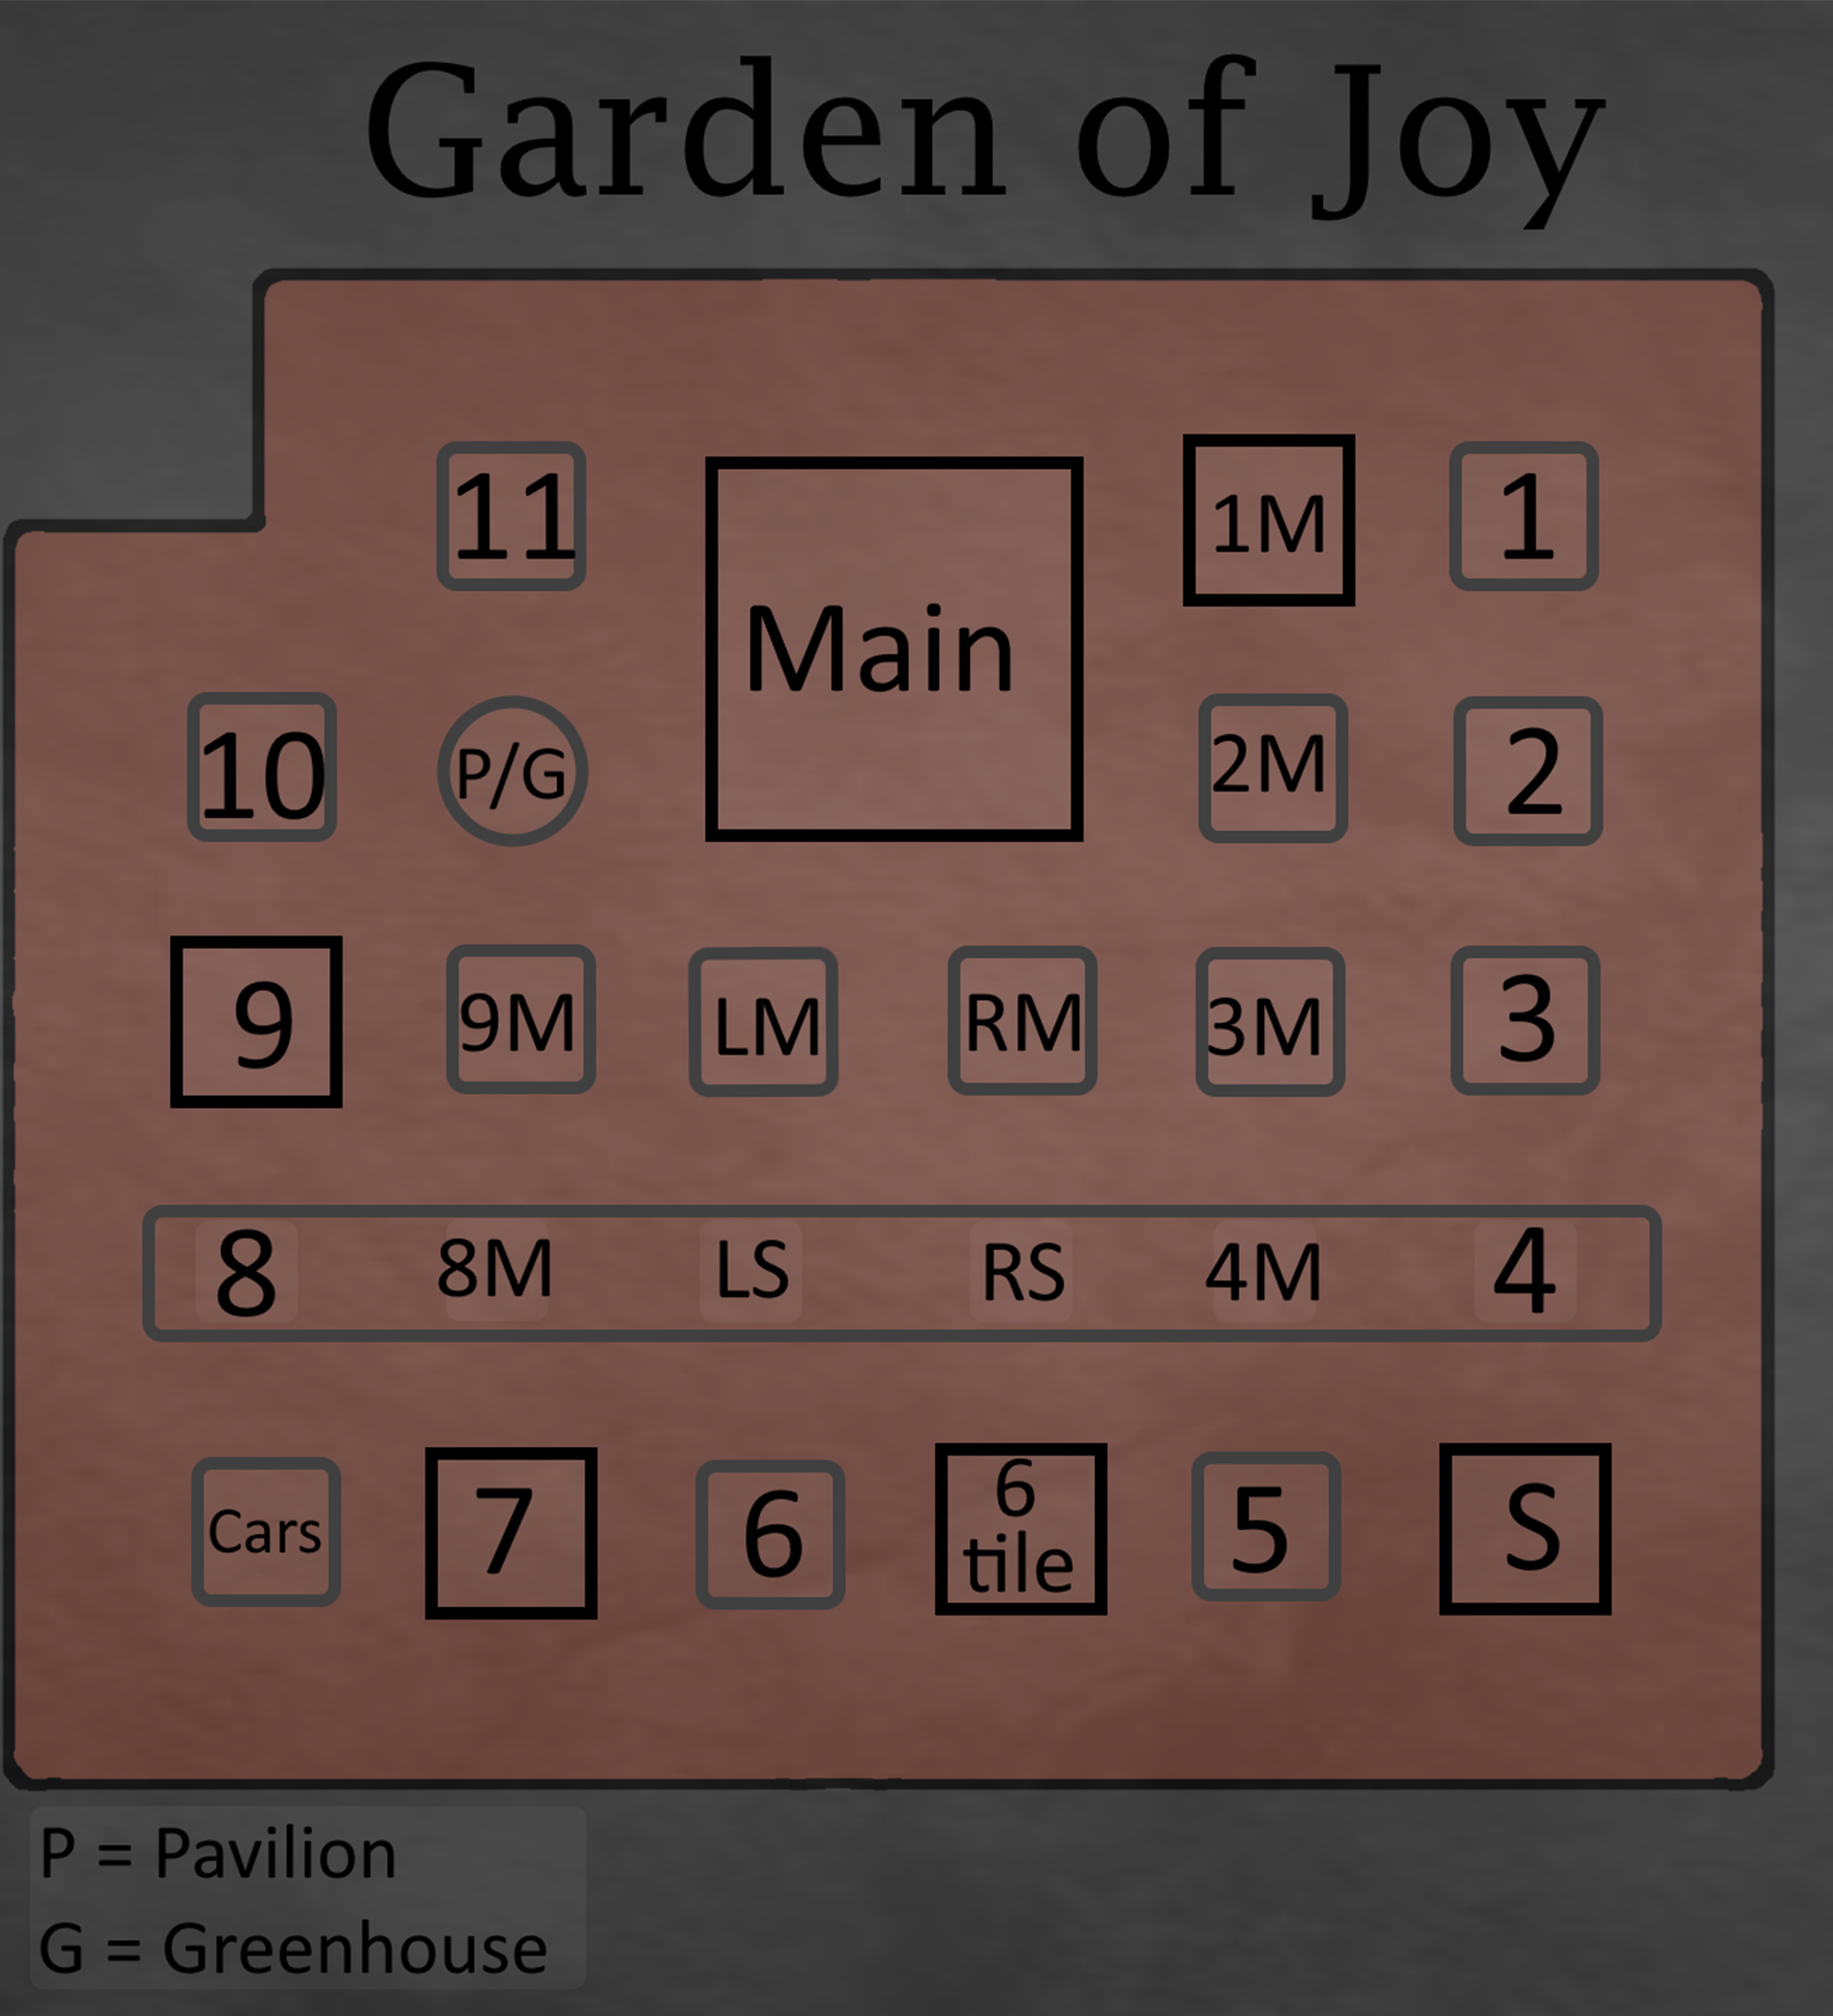 Garden of Joy
11
Main
1M
1
10
P/G
2M
2
9
9M
LM
RM
3M
3
8
8M
LS
RS
4M
4
Cars
7
6
6
tile
5
S
P = Pavilion
G = Greenhouse